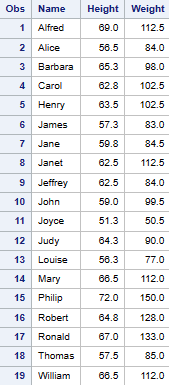 Obs Name Height Weight
1 Alfred 69.0 112.5
2 Alice 56.5 84.0
3 Barbara 65.3 98.0
4 Carol 62.8 102.5
5 Henry 63.5 102.5
6 James 57.3 83.0
7 Jane 59.8 84.5
8 Janet 62.5 112.5
9 Jeffrey 62.5 84.0
10 John 59.0 99.5
11 Joyce 51.3 50.5
12 Judy 64.3 90.0
13 Louise 56.3 77.0
14 Mary 66.5 112.0
15 Philip 72.0 150.0
16 Robert 64.8 128.0
17 Ronald 67.0 133.0
18 Thomas 57.5 85.0
19 William 66.5 112.0